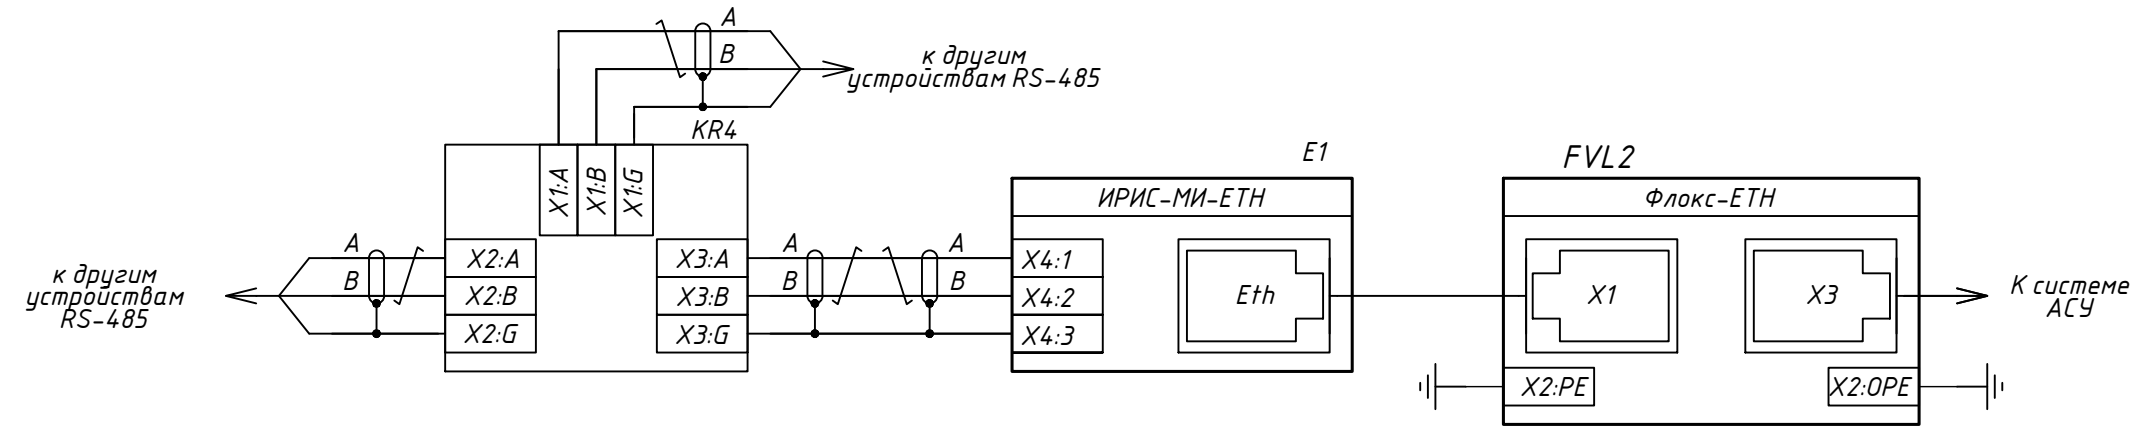 A
B
к другим
устройствам RS-485
KR4
X1:A
X1:B
X1:G
A
B
к другим
устройствам
RS-485
X2:A
X2:B
X2:G
X3:A
X3:B
X3:G
A
B
A
B
E1
ИРИС-МИ-ETH
X4:1
X4:2
X4:3
Eth
FVL2
Флокс-ETH
X1
X3
X2:PE
X2:OPE
К системе
АСУ